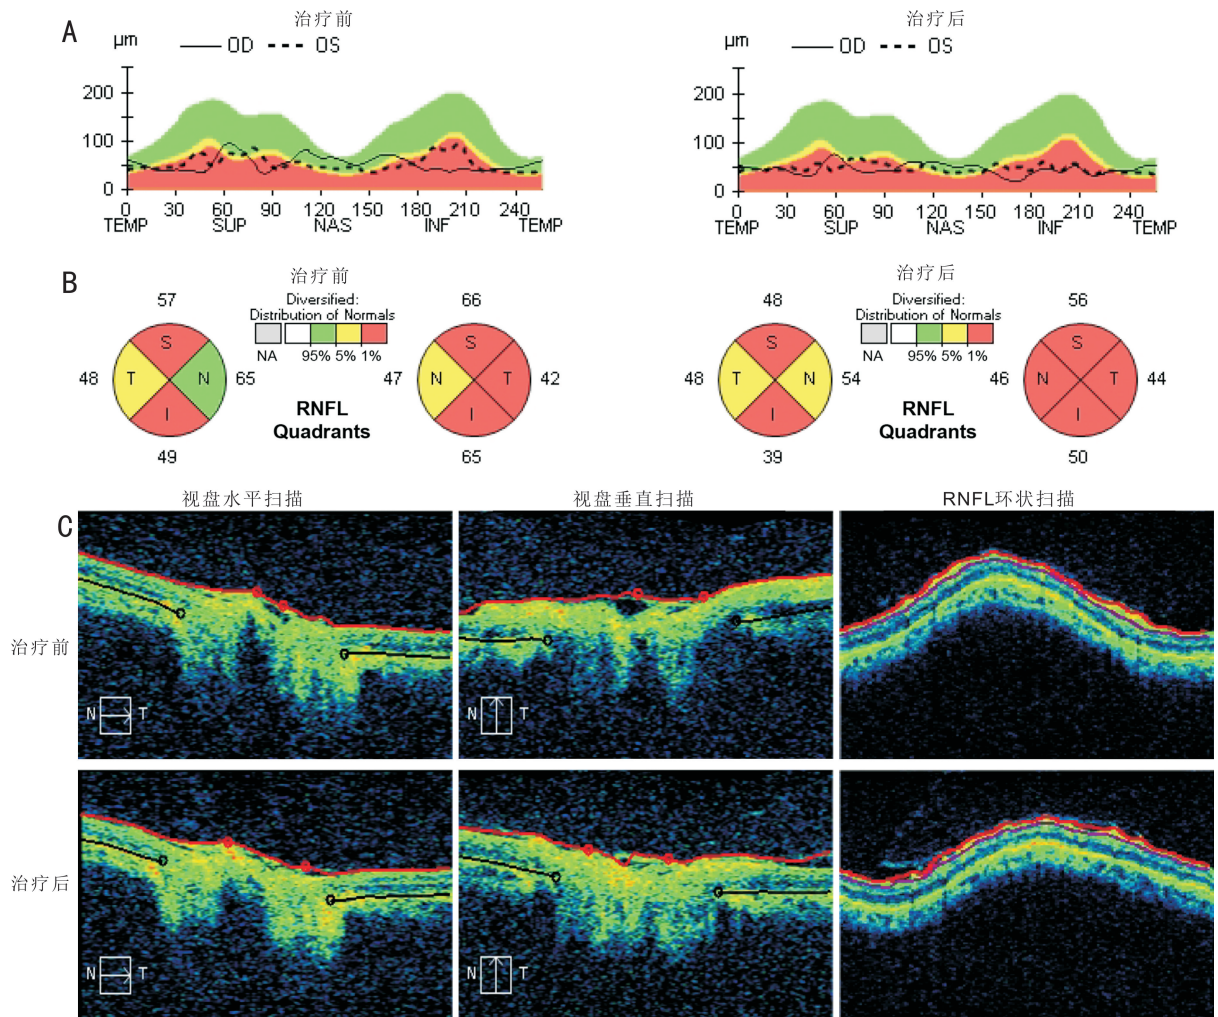 A
治疗前
μm
OD
OS
200
100
0
0
30
60
90
120
150
180
210
240
TEMP
SUP
NAS
INF
TEMP
治疗后
μm
OD
OS
200
100
0
0
30
60
90
120
150
180
210
240
TEMP
SUP
NAS
INF
TEMP
B
治疗前
57
S
48
T
N
65
I
49
Diversified:
Distribution of Normals
NA
95% 5% 1%
RNFL
Quadrants
66
S
47
N
T
42
I
65
治疗后
48
S
48
T
N
54
I
39
Diversified:
Distribution of Normals
NA
95% 5% 1%
RNFL
Quadrants
56
S
46
N
T
44
I
50
C
视盘水平扫描
视盘垂直扫描
RNFL环状扫描
治疗前
N T
N T
治疗后
N T
N T